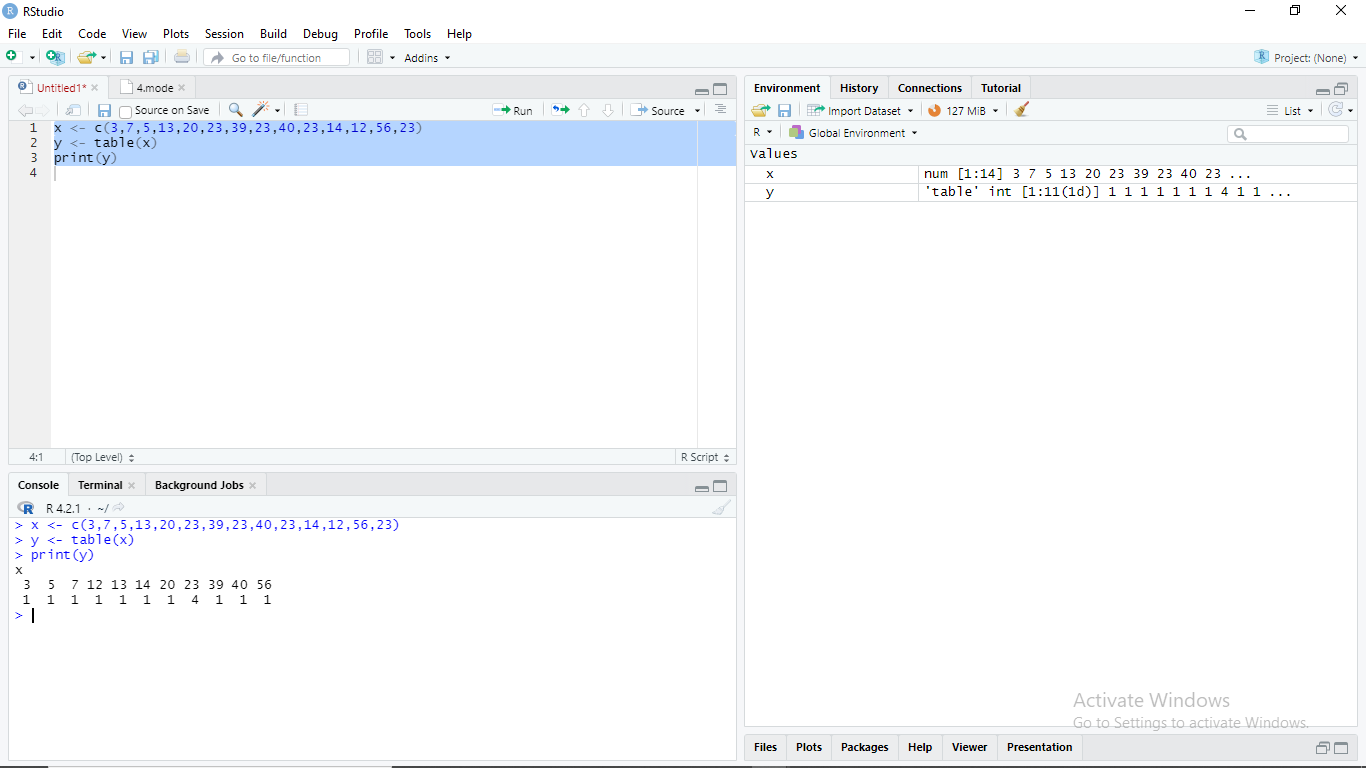 RStudio
File Edit Code View Plots Session Build Debug Profile Tools Help
Go to file/function Addins Project: (None)
Untitled1* 4.mode
Source on Save Run Source
1 x <- c(3,7,5,13,20,23,39,23,40,23,14,12,56,23)
2 y <- table(x)
3 print(y)
4
4:1 (Top Level) R Script
Console Terminal Background Jobs
R 4.2.1 · ~/
> x <- c(3,7,5,13,20,23,39,23,40,23,14,12,56,23)
> y <- table(x)
> print(y)
x
3 5 7 12 13 14 20 23 39 40 56
1 1 1 1 1 1 1 4 1 1 1
>
Environment History Connections Tutorial
Import Dataset 127 MiB List
R Global Environment
values
x num [1:14] 3 7 5 13 20 23 39 23 40 23 ...
y 'table' int [1:11(1d)] 1 1 1 1 1 1 1 4 1 1 ...
Activate Windows
Go to Settings to activate Windows.
Files Plots Packages Help Viewer Presentation